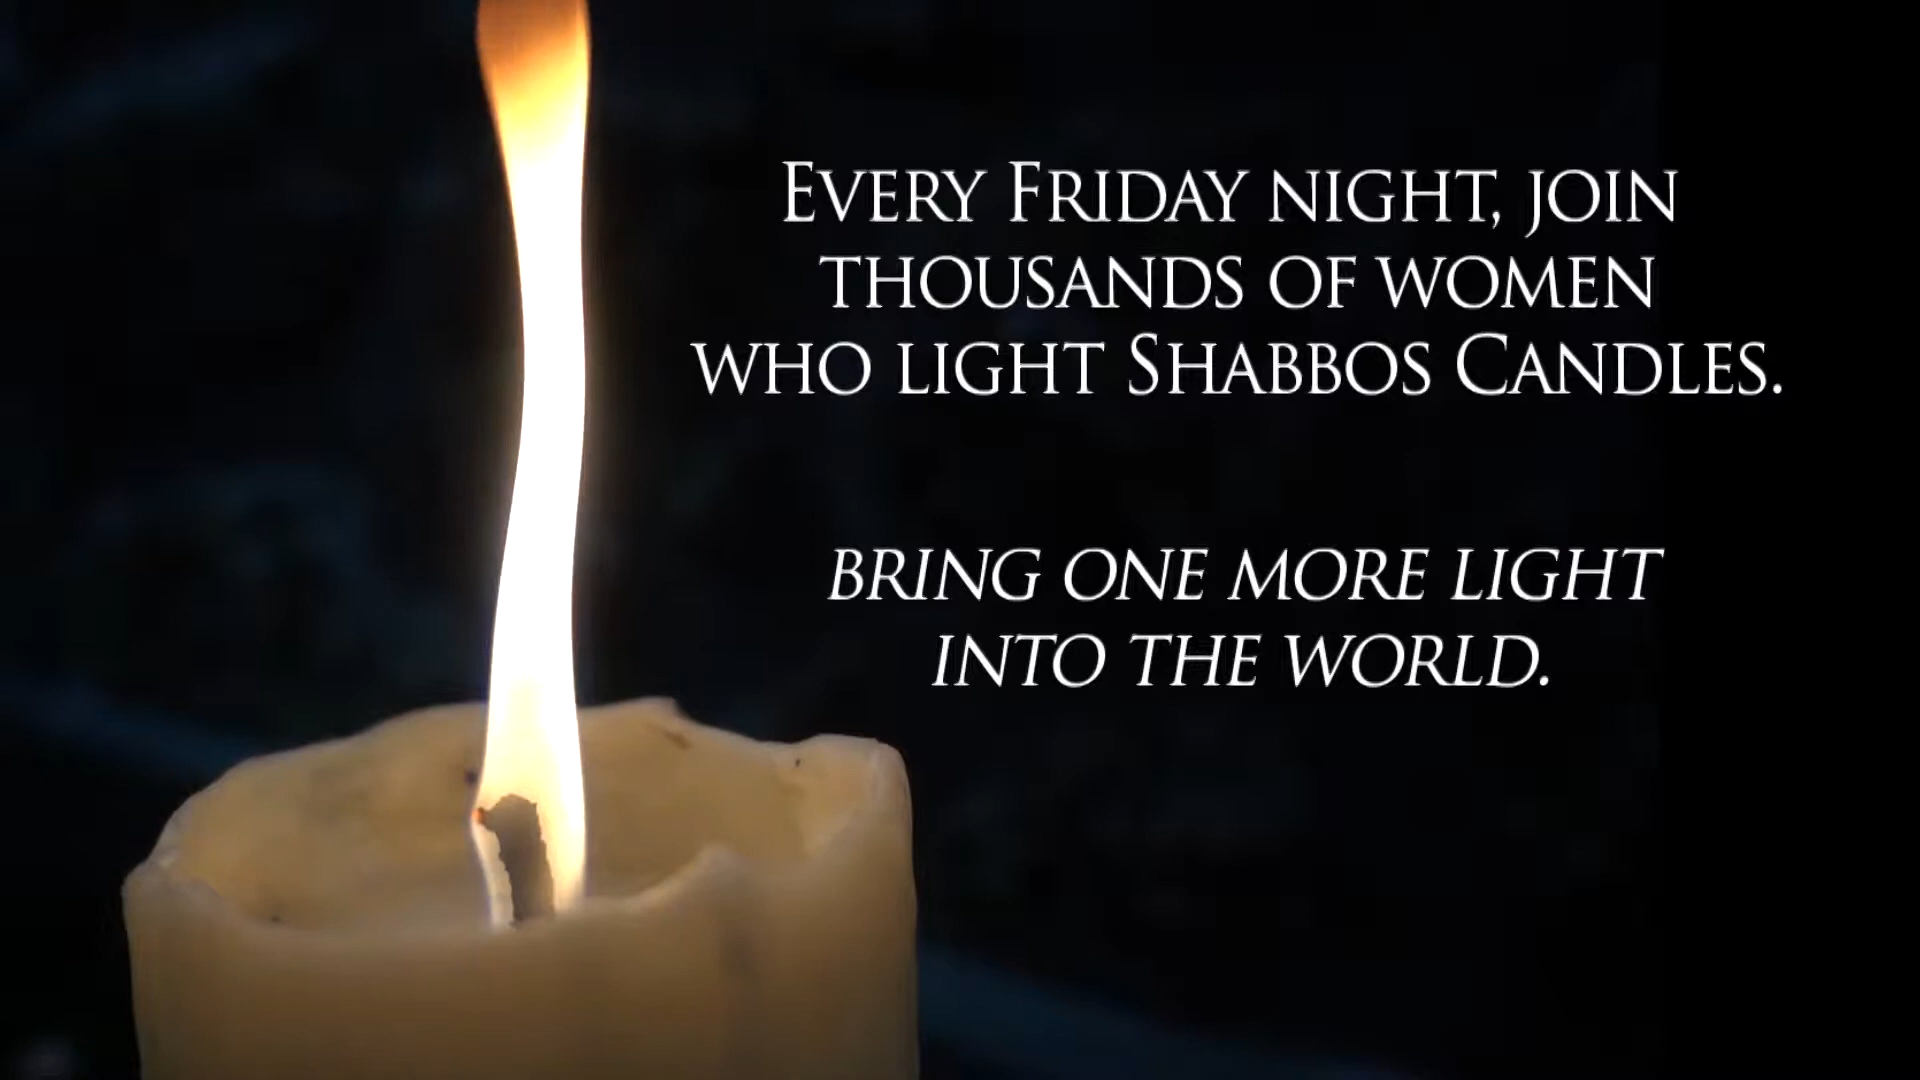 Every Friday night, join
thousands of women
who light Shabbos Candles.
BRING ONE MORE LIGHT
INTO THE WORLD.